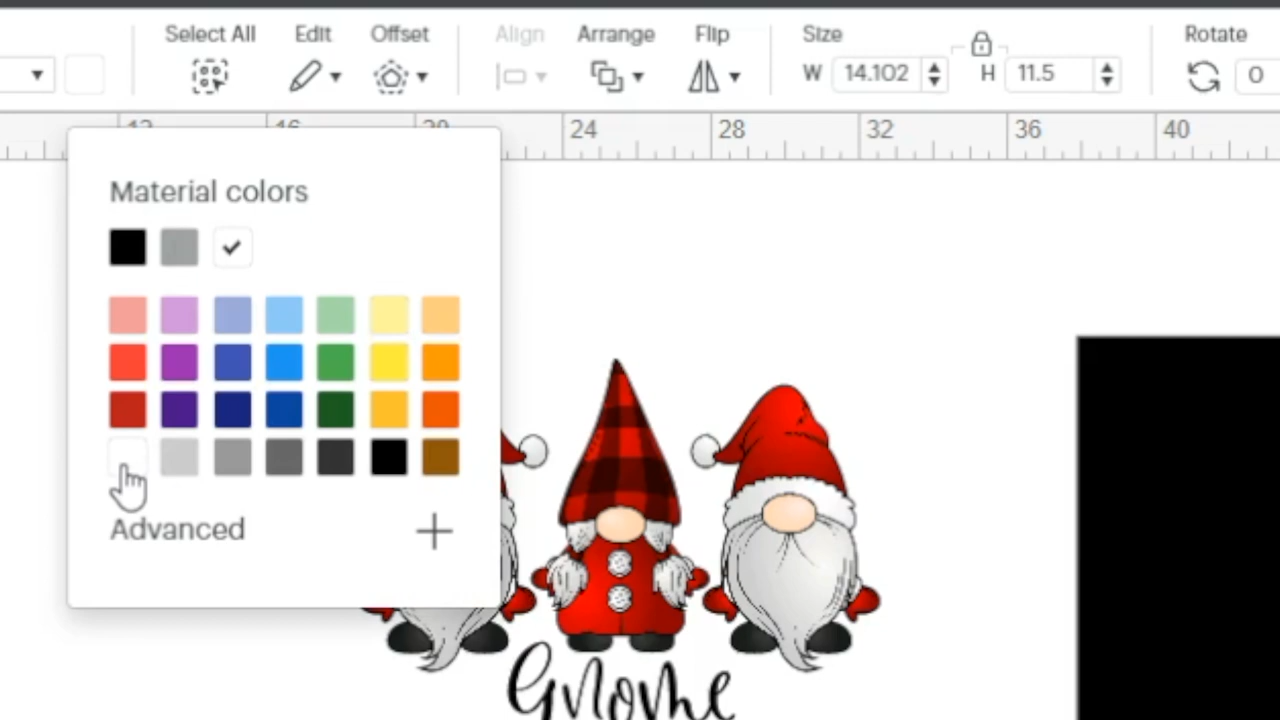 Select All Edit Offset Align Arrange Flip Size Rotate
W 14.102 H 11.5 0
24 28 32 36 40
Material colors
Advanced
Gnome